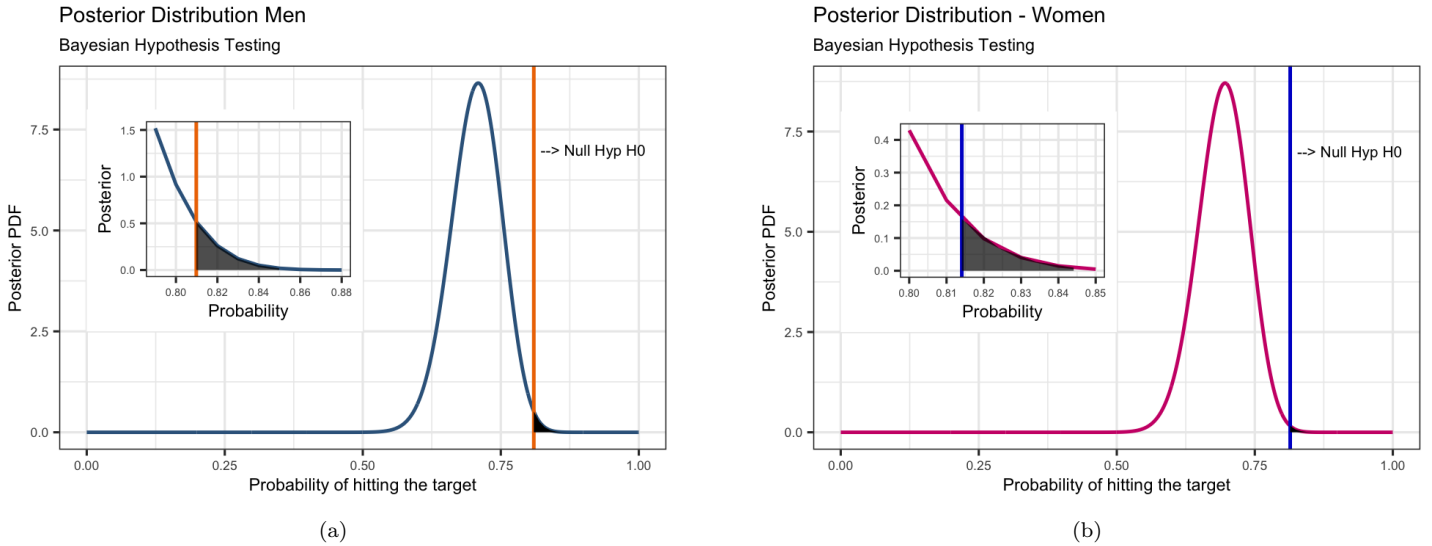 Posterior Distribution Men
Bayesian Hypothesis Testing
Posterior PDF
7.5
5.0
2.5
0.0
0.00 0.25 0.50 0.75 1.00
Probability of hitting the target
--> Null Hyp H0
Posterior
1.5
1.0
0.5
0.0
0.80 0.82 0.84 0.86 0.88
Probability
(a)
Posterior Distribution - Women
Bayesian Hypothesis Testing
Posterior PDF
7.5
5.0
2.5
0.0
0.00 0.25 0.50 0.75 1.00
Probability of hitting the target
--> Null Hyp H0
Posterior
0.4
0.3
0.2
0.1
0.0
0.80 0.81 0.82 0.83 0.84 0.85
Probability
(b)